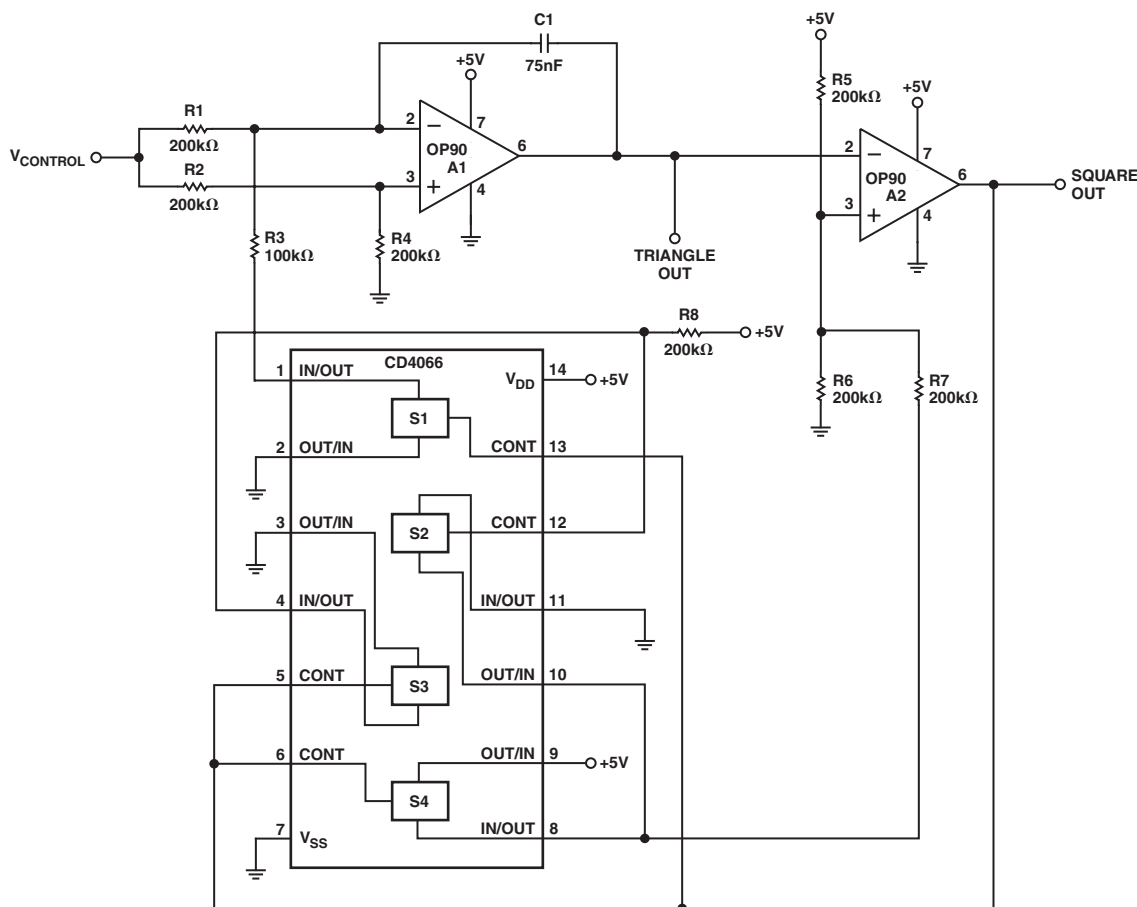 C1
75nF
+5V
+5V
+5V
R1
200kΩ
R2
200kΩ
VCONTROL
2
3
7
6
4
OP90
A1
R5
200kΩ
2
3
7
6
4
OP90
A2
SQUARE
OUT
R3
100kΩ
R4
200kΩ
TRIANGLE
OUT
R8
200kΩ
+5V
R6
200kΩ
R7
200kΩ
CD4066
1 IN/OUT
VDD 14
+5V
S1
2 OUT/IN
CONT 13
3 OUT/IN
S2
CONT 12
4 IN/OUT
IN/OUT 11
5 CONT
S3
OUT/IN 10
6 CONT
OUT/IN 9
+5V
S4
7 VSS
IN/OUT 8